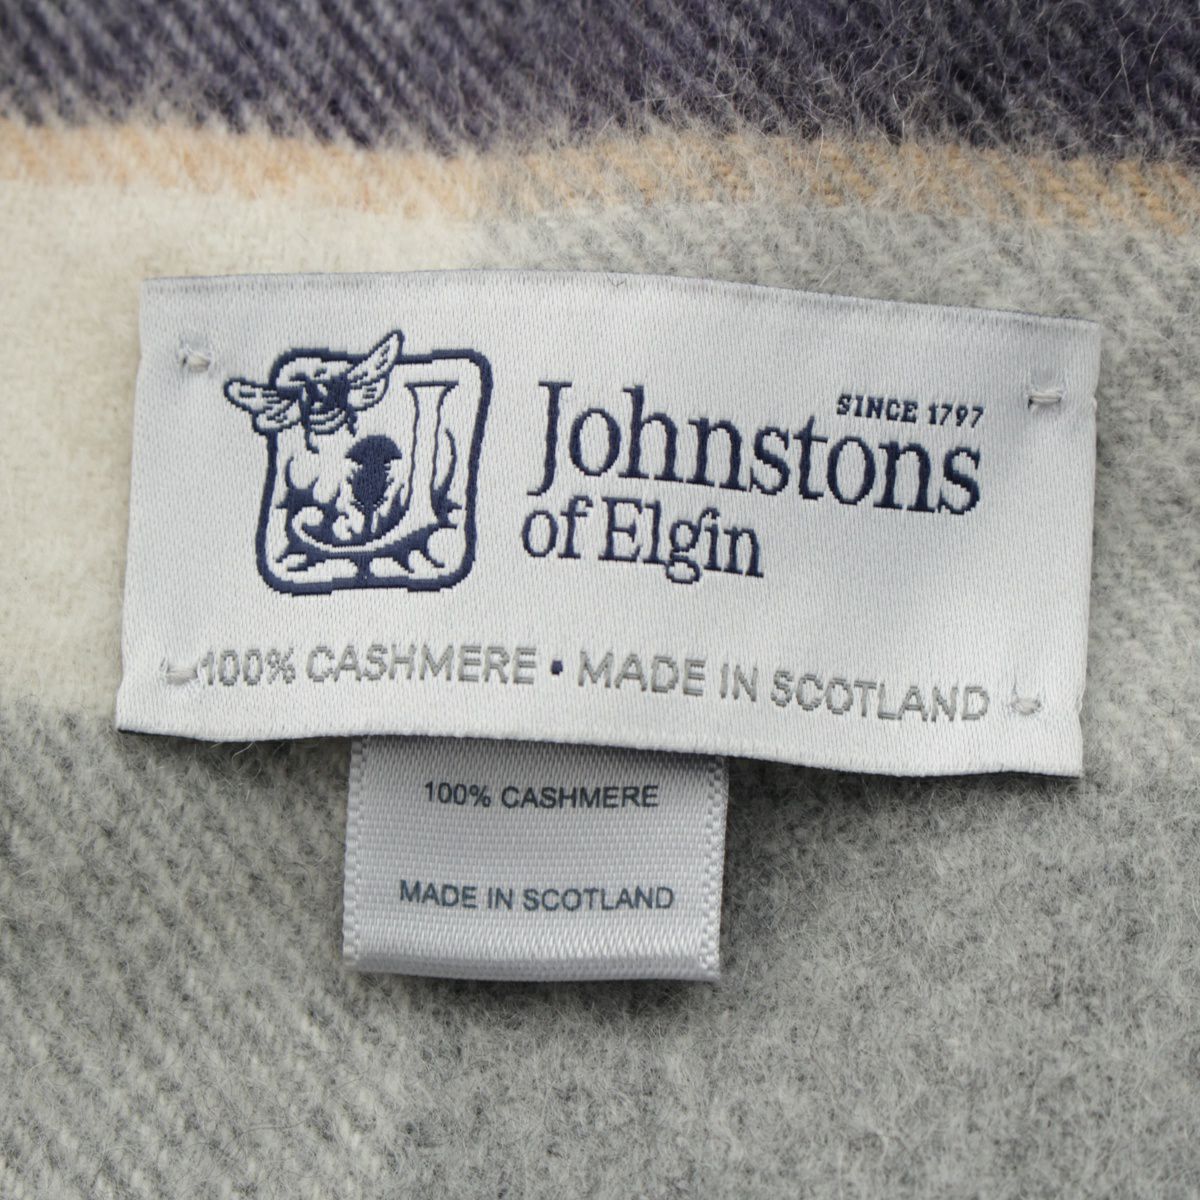 SINCE 1797
Johnstons
of Elgin
100% CASHMERE • MADE IN SCOTLAND
100% CASHMERE
MADE IN SCOTLAND